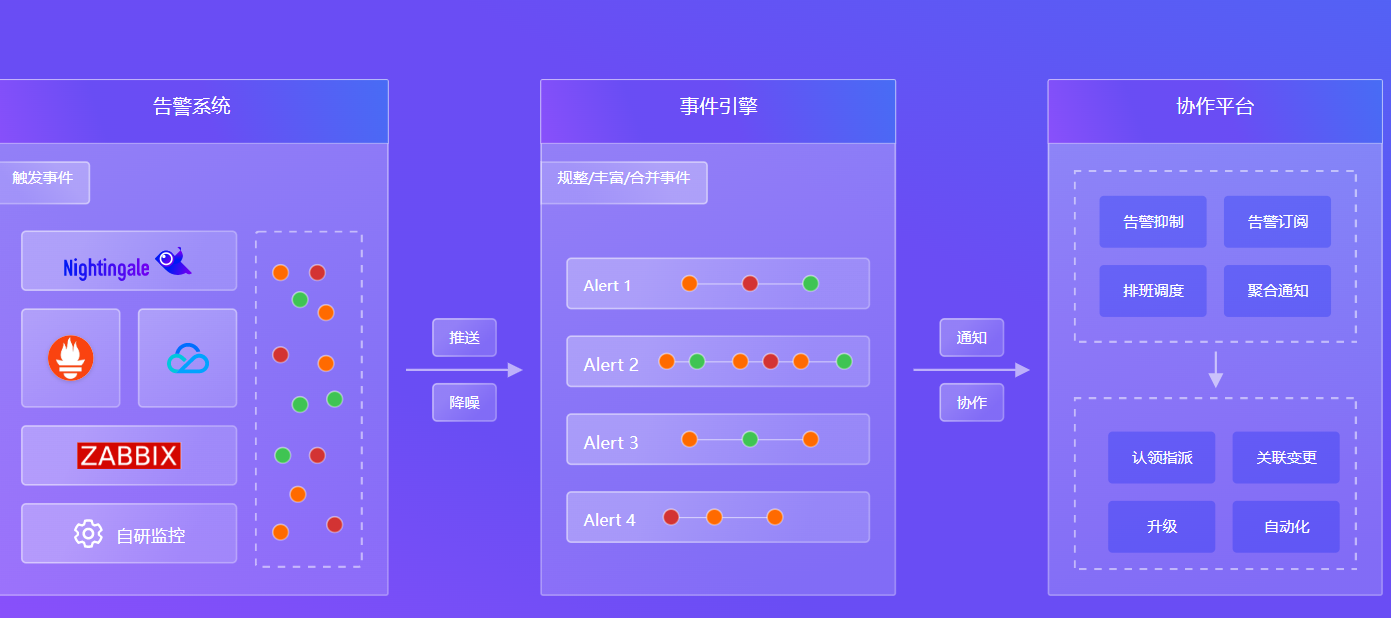 告警系统
触发事件
Nightingale
ZABBIX
自研监控
推送
降噪
事件引擎
规整/丰富/合并事件
Alert 1
Alert 2
Alert 3
Alert 4
通知
协作
协作平台
告警抑制
告警订阅
排班调度
聚合通知
认领指派
关联变更
升级
自动化